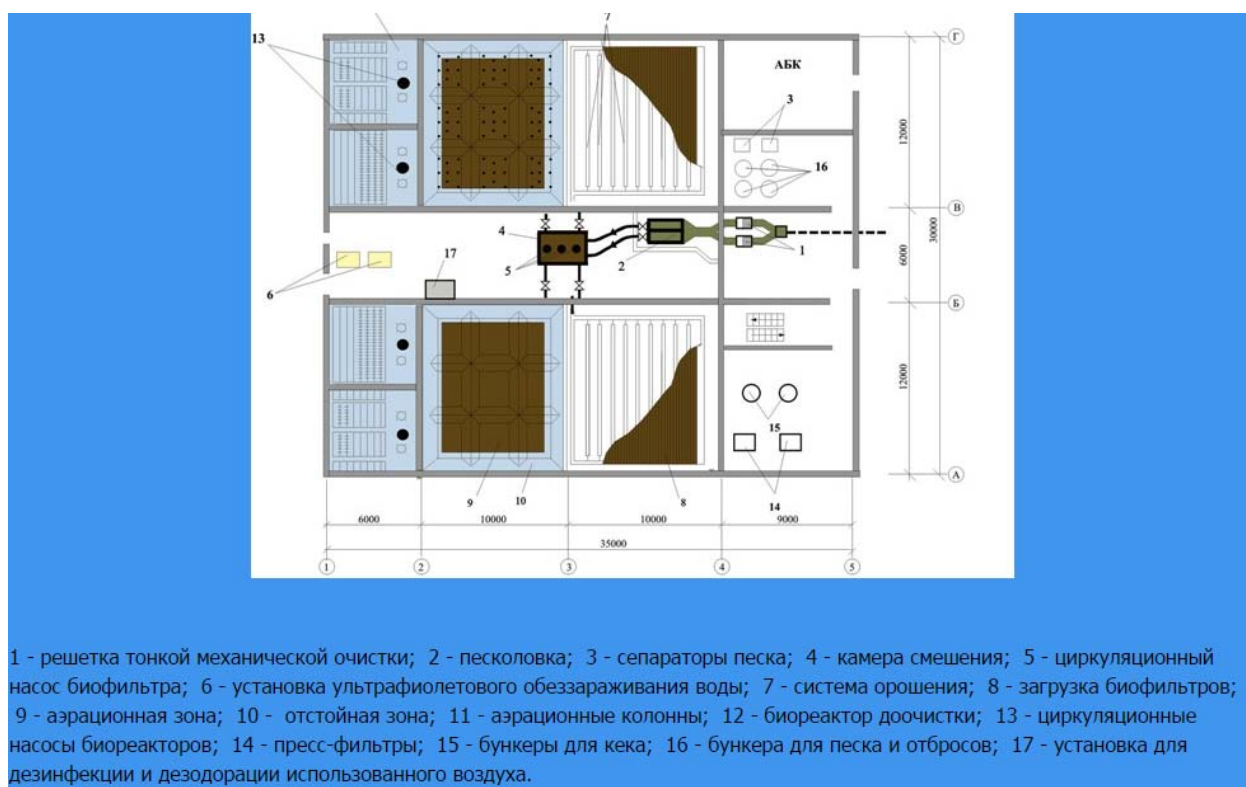 7
13
Г
АБК
3
12000
16
В
4
17
1
30000
6000
5
2
6
Б
12000
15
9
10
8
14
А
6000
10000
10000
9000
35000
1
2
3
4
5
1 - решетка тонкой механической очистки; 2 - песколовка; 3 - сепараторы песка; 4 - камера смешения; 5 - циркуляционный
насос биофильтра; 6 - установка ультрафиолетового обеззараживания воды; 7 - система орошения; 8 - загрузка биофильтров;
9 - аэрационная зона; 10 - отстойная зона; 11 - аэрационные колонны; 12 - биореактор доочистки; 13 - циркуляционные
насосы биореакторов; 14 - пресс-фильтры; 15 - бункеры для кека; 16 - бункера для песка и отбросов; 17 - установка для
дезинфекции и дезодорации использованного воздуха.